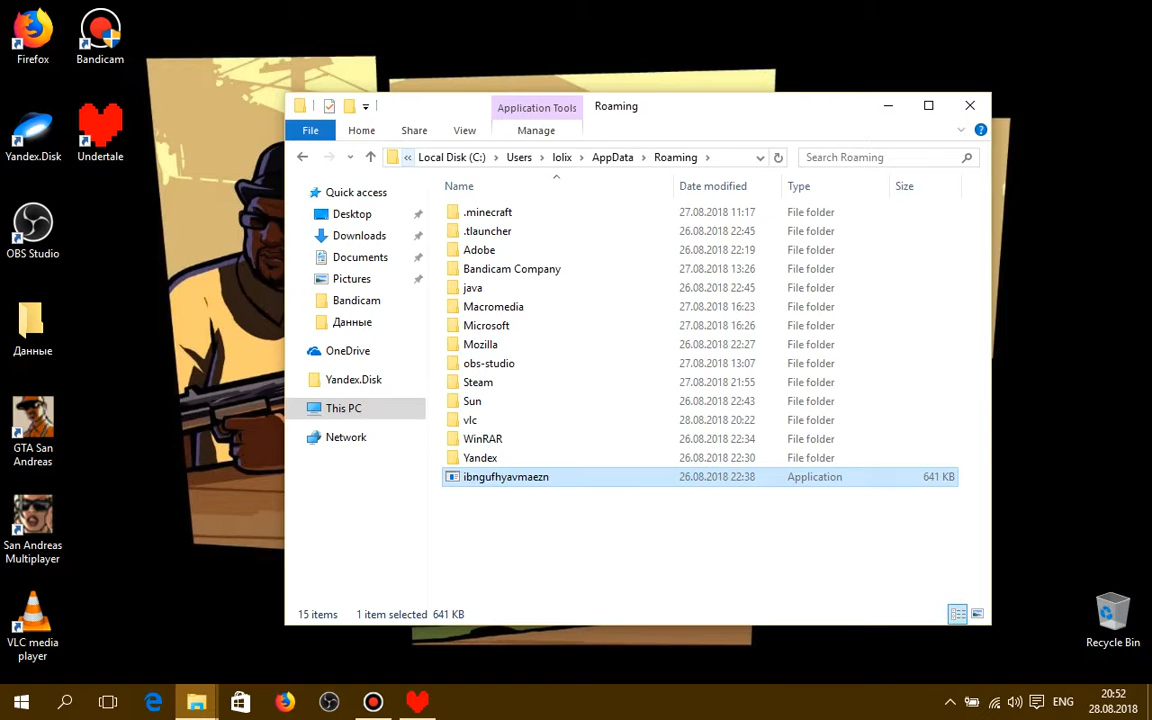 Firefox
Bandicam
Yandex.Disk
Undertale
OBS Studio
Данные
GTA San
Andreas
San Andreas
Multiplayer
VLC media
player
Application Tools
Roaming
File
Home
Share
View
Manage
« Local Disk (C:) › Users › lolix › AppData › Roaming ›
Search Roaming
Quick access
Desktop
Downloads
Documents
Pictures
Bandicam
Данные
OneDrive
Yandex.Disk
This PC
Network
Name Date modified Type Size
.minecraft 27.08.2018 11:17 File folder
.tlauncher 26.08.2018 22:45 File folder
Adobe 26.08.2018 22:19 File folder
Bandicam Company 27.08.2018 13:26 File folder
java 26.08.2018 22:45 File folder
Macromedia 27.08.2018 16:23 File folder
Microsoft 27.08.2018 16:26 File folder
Mozilla 26.08.2018 22:27 File folder
obs-studio 27.08.2018 13:07 File folder
Steam 27.08.2018 21:55 File folder
Sun 26.08.2018 22:43 File folder
vlc 28.08.2018 20:22 File folder
WinRAR 26.08.2018 22:34 File folder
Yandex 26.08.2018 22:30 File folder
ibngufhyavmaezn 26.08.2018 22:38 Application 641 KB
15 items 1 item selected 641 KB
Recycle Bin
ENG
20:52
28.08.2018